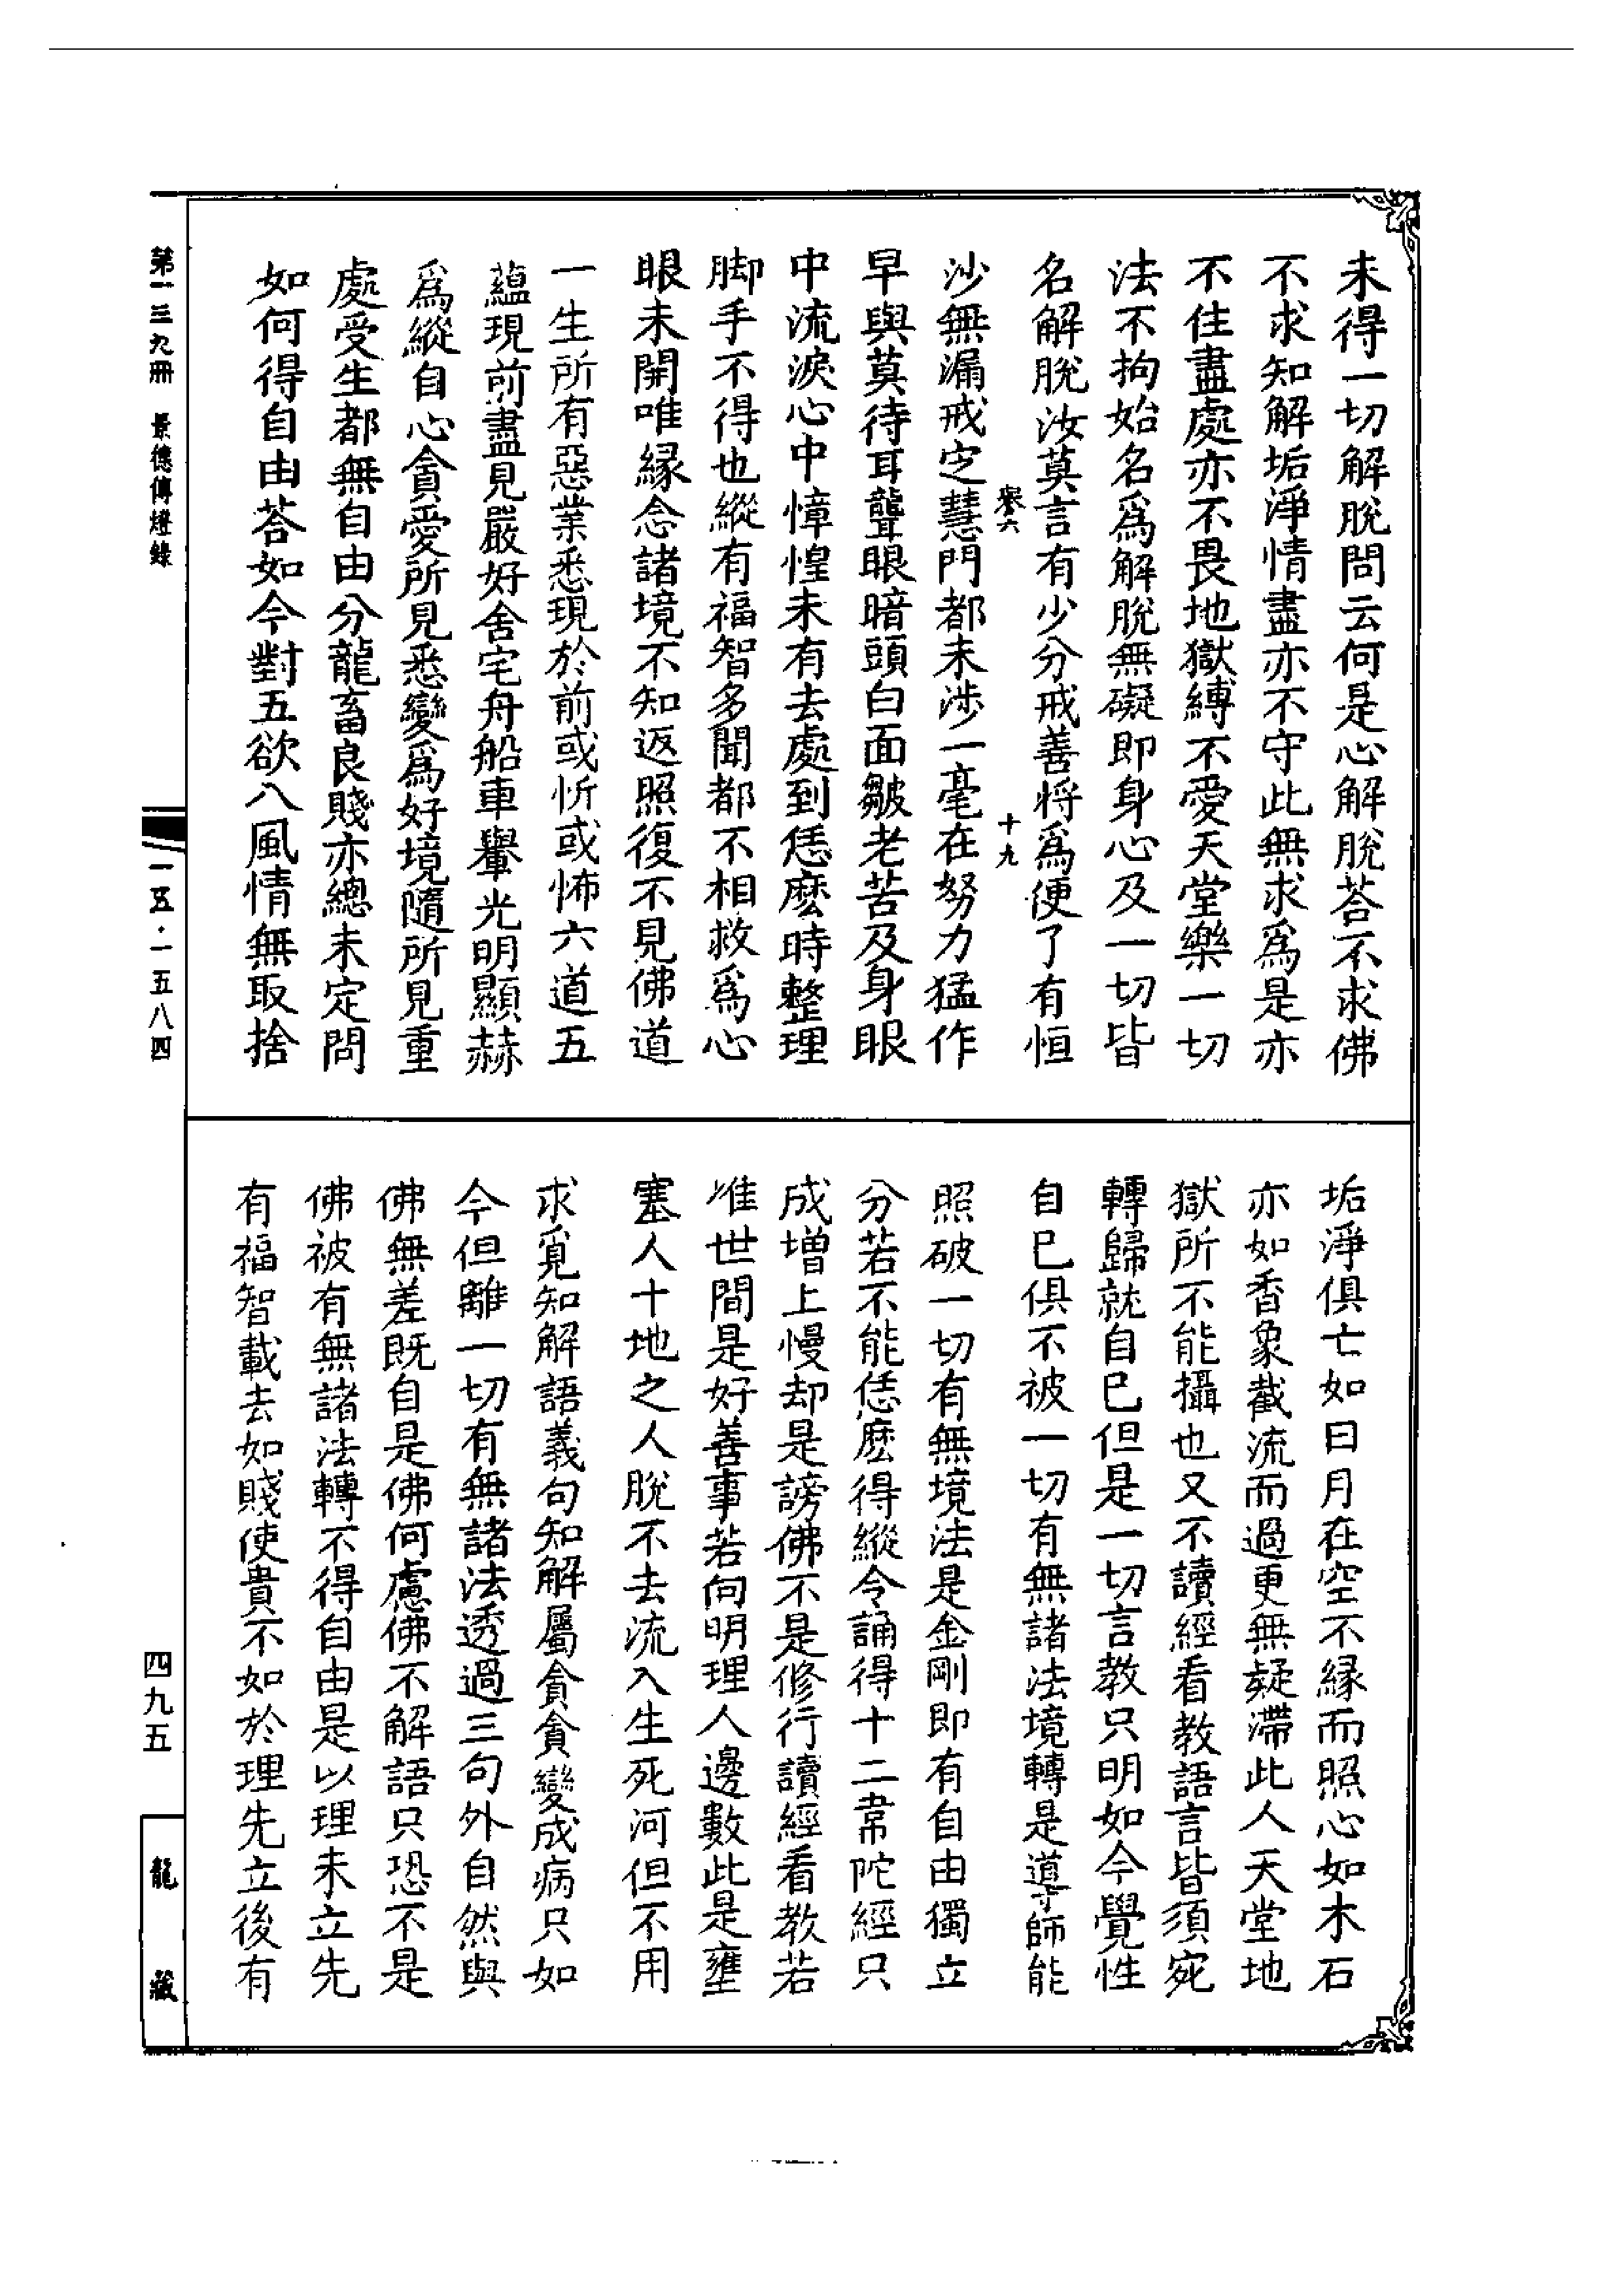 未得一切解脫問云何是心解脫荅不求佛
不求知解垢淨情盡亦不守此無求爲是亦
不住盡處亦不畏地獄縛不愛天堂樂一切
法不拘始名爲解脫無礙即身心及一切皆
名解脫汝莫言有少分戒善將爲便了有恒
沙無漏戒定慧門都未涉一毫在努力猛作
早與莫待耳聾眼暗頭白面皺老苦及身眼
中流淚心中慞惶未有去處到恁麽時整理
脚手不得也縱有福智多聞都不相救爲心
眼未開唯緣念諸境不知返照復不見佛道
一生所有惡業悉現於前或忻或怖六道五
蘊現前盡見嚴好舍宅舟船車轝光明顯赫
爲縱自心貪愛所見悉變爲好境隨所見重
處受生都無自由分龍畜良賤亦總未定問
如何得自由荅如今對五欲八風情無取捨
垢淨俱亡如日月在空不緣而照心如木石
亦如香象截流而過更無疑滯此人天堂地
獄所不能攝也又不讀經看教語言皆須宛
轉歸就自己但是一切言教只明如今覺性
自己俱不被一切有無諸法境轉是導師能
照破一切有無境法是金剛即有自由獨立
分若不能恁麽得縱令誦得十二韋陀經只
成增上慢却是謗佛不是修行讀經看教若
准世間是好善事若向明理人邊數此是壅
塞人十地之人脫不去流入生死河但不用
求覓知解語義句知解屬貪貪變成病只如
今但離一切有無諸法透過三句外自然與
佛無差既自是佛何慮佛不解語只恐不是
佛被有無諸法轉不得自由是以理未立先
有福智載去如賤使貴不如於理先立後有
十九
第一三九冊 景德傳燈錄
一五·一五八四
四九五
龍藏